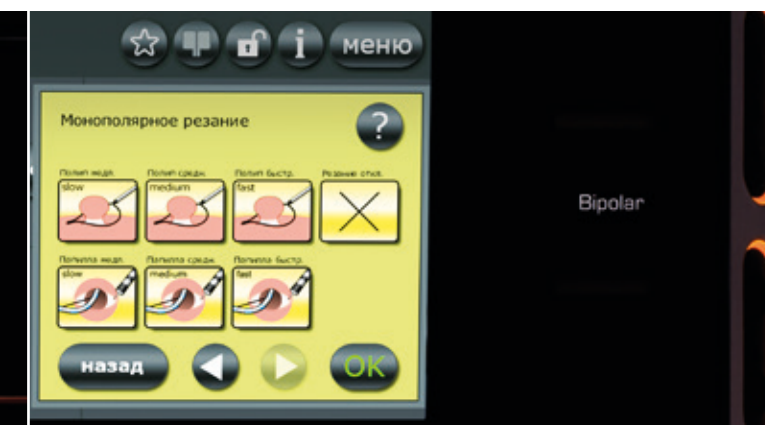 i меню
Монополярное резание
?
Полип медл. Полип средн. Полип быстр. Резание откл.
slow medium fast
Папилла медл. Папилла средн. Папилла быстр.
slow medium fast
назад OK
Bipolar